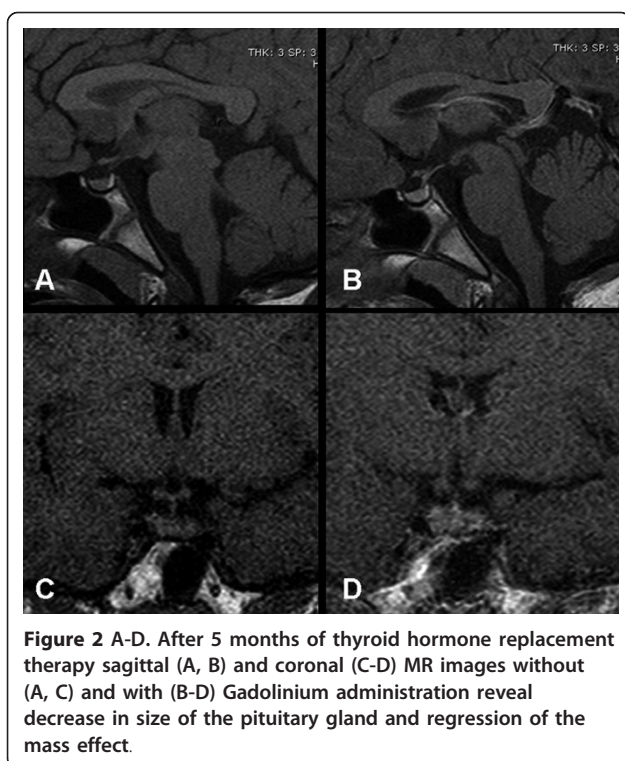 THK: 3 SP: 3
H
THK: 3 SP: 3
H
A
B
C
D
Figure 2 A-D. After 5 months of thyroid hormone replacement
therapy sagittal (A, B) and coronal (C-D) MR images without
(A, C) and with (B-D) Gadolinium administration reveal
decrease in size of the pituitary gland and regression of the
mass effect.